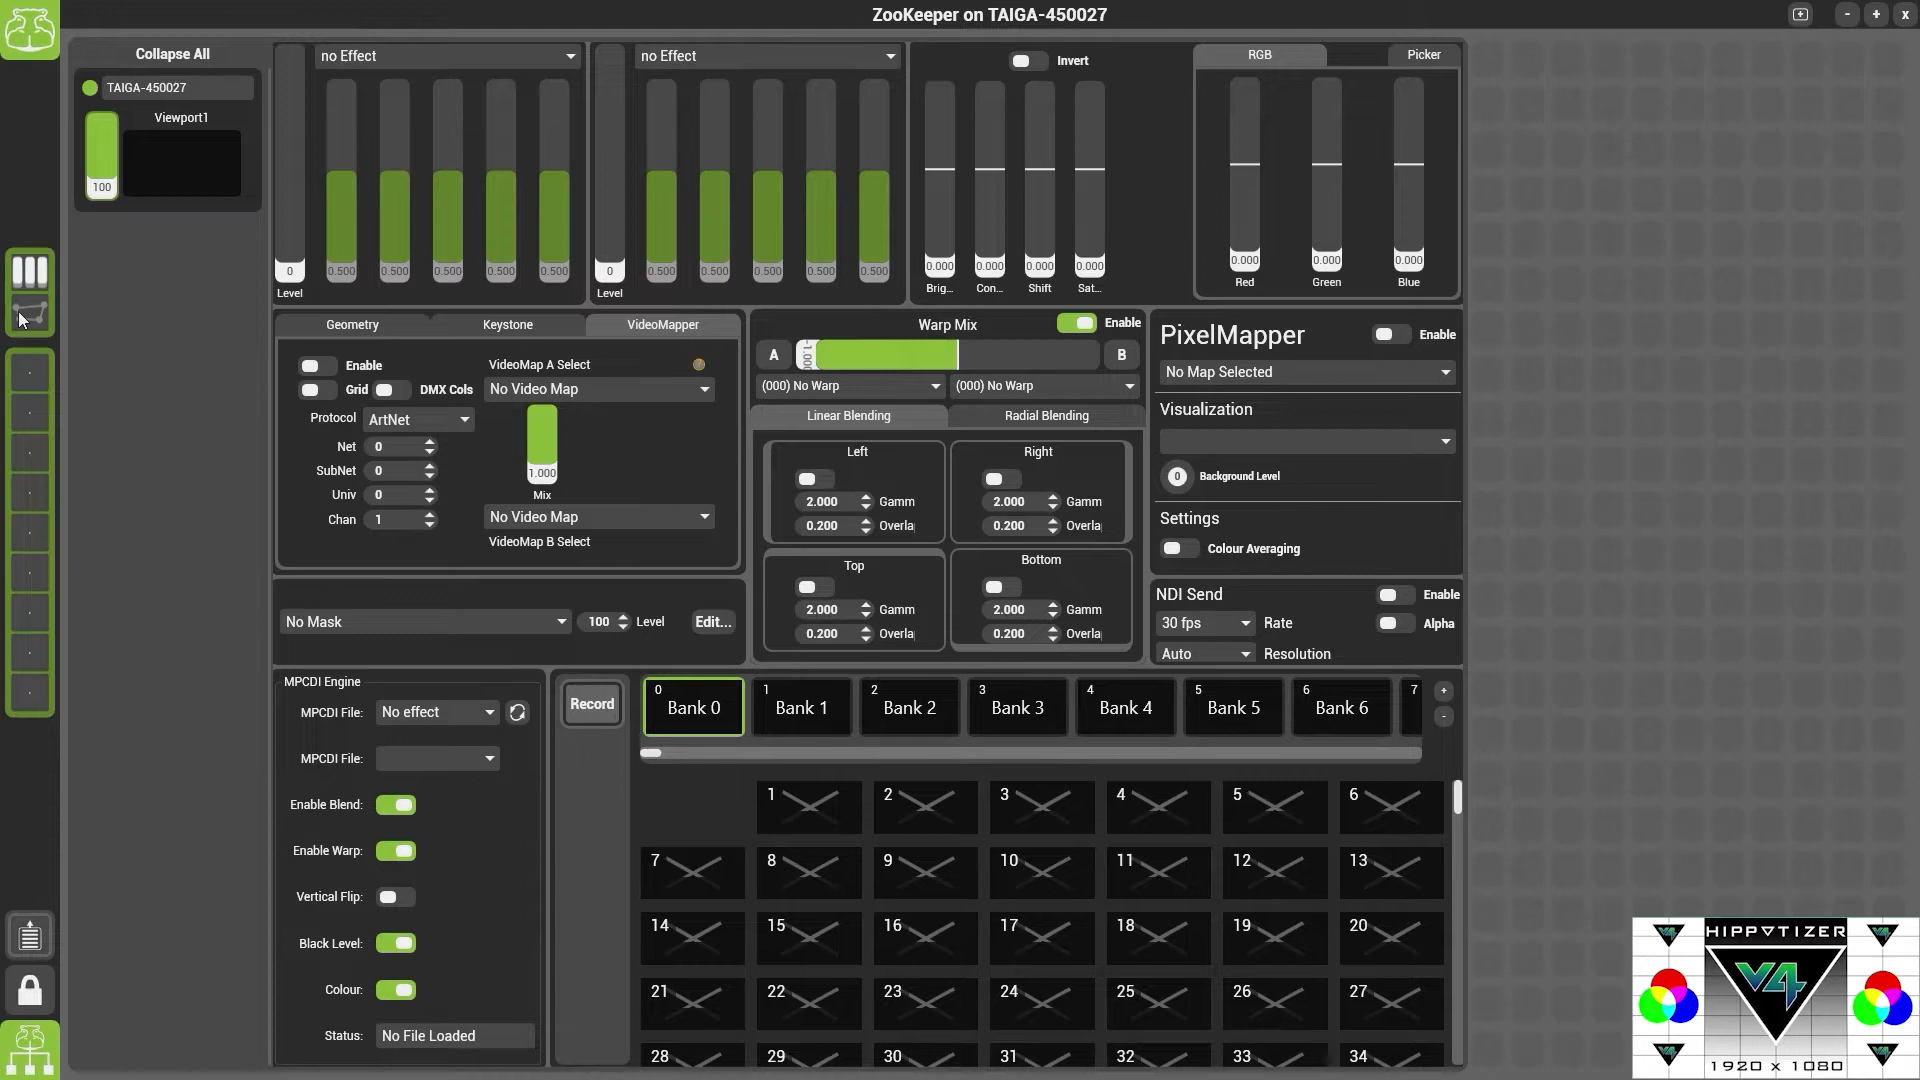 ZooKeeper on TAIGA-450027
- + x
Collapse All
TAIGA-450027
Viewport1
100
no Effect
no Effect
Invert
RGB
Picker
0
0.500
0.500
0.500
0.500
0.500
Level
0
0.500
0.500
0.500
0.500
0.500
Level
0.000
0.000
0.000
0.000
Brig...
Con...
Shift
Sat...
0.000
0.000
0.000
Red
Green
Blue
Geometry
Keystone
VideoMapper
Enable
Grid
DMX Cols
Protocol
ArtNet
Net
0
SubNet
0
Univ
0
Chan
1
VideoMap A Select
No Video Map
1.000
Mix
No Video Map
VideoMap B Select
Warp Mix
Enable
A
-1.000
B
(000) No Warp
(000) No Warp
Linear Blending
Radial Blending
Left
2.000
Gamm
0.200
Overla
Right
2.000
Gamm
0.200
Overla
Top
2.000
Gamm
0.200
Overla
Bottom
2.000
Gamm
0.200
Overla
PixelMapper
Enable
No Map Selected
Visualization
0
Background Level
Settings
Colour Averaging
NDI Send
Enable
30 fps
Rate
Alpha
Auto
Resolution
No Mask
100
Level
Edit...
MPCDI Engine
MPCDI File:
No effect
MPCDI File:
Enable Blend:
Enable Warp:
Vertical Flip:
Black Level:
Colour:
Status:
No File Loaded
Record
0
Bank 0
1
Bank 1
2
Bank 2
3
Bank 3
4
Bank 4
5
Bank 5
6
Bank 6
7
+
-
1
2
3
4
5
6
7
8
9
10
11
12
13
14
15
16
17
18
19
20
21
22
23
24
25
26
27
28
29
30
31
32
33
34
HIPPOTIZER
V4
1920 x 1080